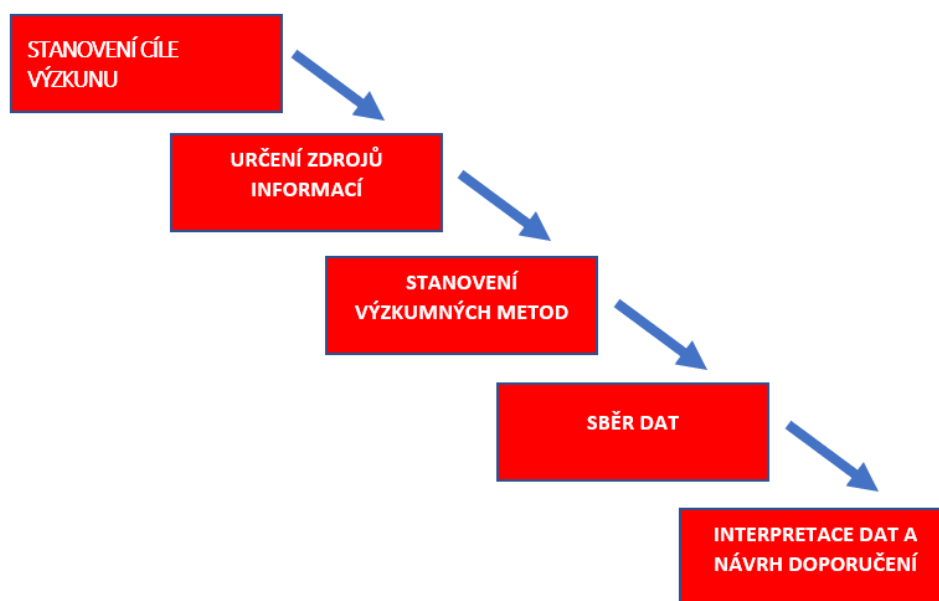 STANOVENÍ CÍLE
VÝZKUNU
URČENÍ ZDROJŮ
INFORMACÍ
STANOVENÍ
VÝZKUMNÝCH METOD
SBĚR DAT
INTERPRETACE DAT A
NÁVRH DOPORUČENÍ